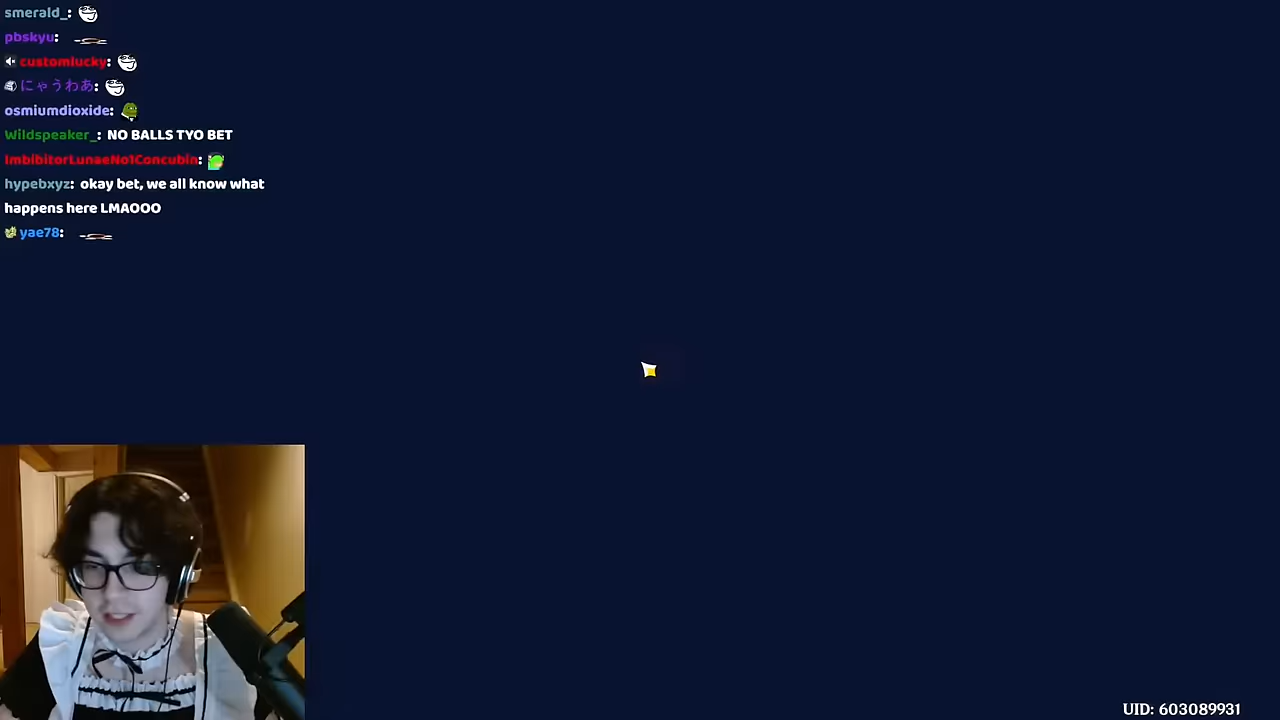 smerald_:
pbskyu:
customlucky:
にゃうわあ:
osmiumdioxide:
Wildspeaker_: NO BALLS TYO BET
ImbibitorLunaeNo1Concubin:
hypebxyz: okay bet, we all know what
happens here LMAOOO
yae78:
UID: 603089931